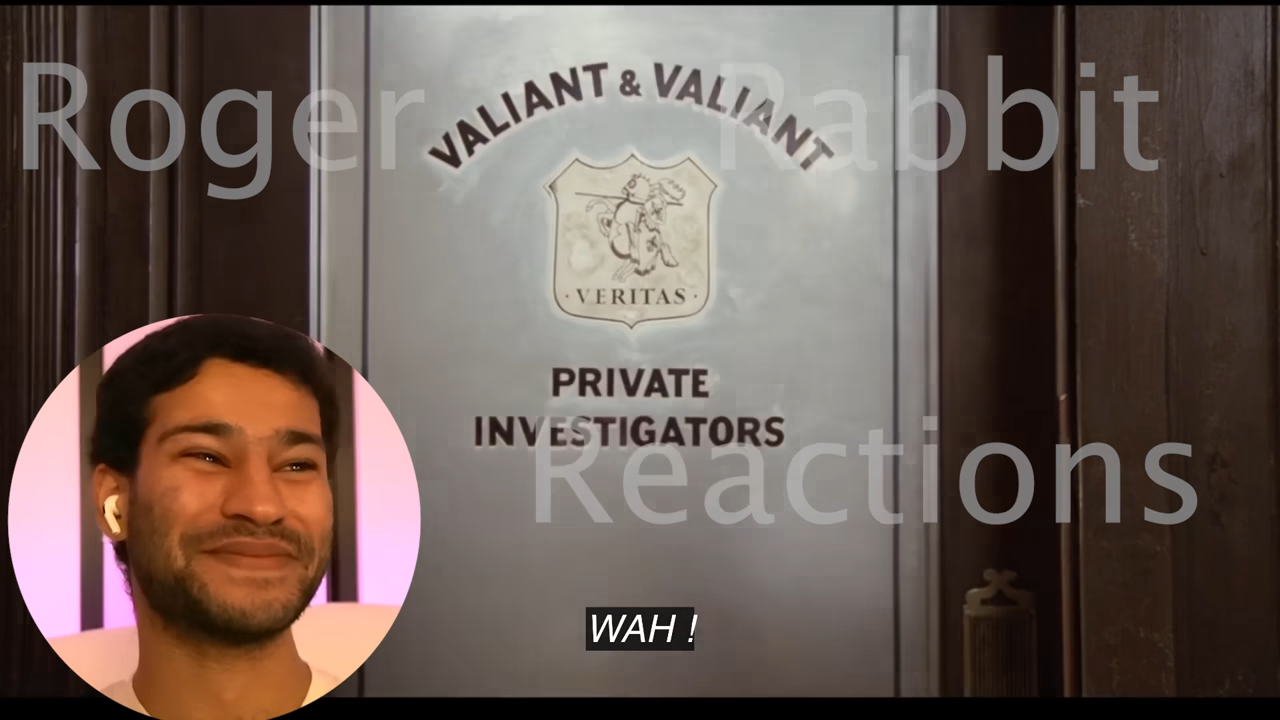 Roger Rabbit
VALIANT & VALIANT
· VERITAS ·
PRIVATE
INVESTIGATORS
Reactions
WAH !